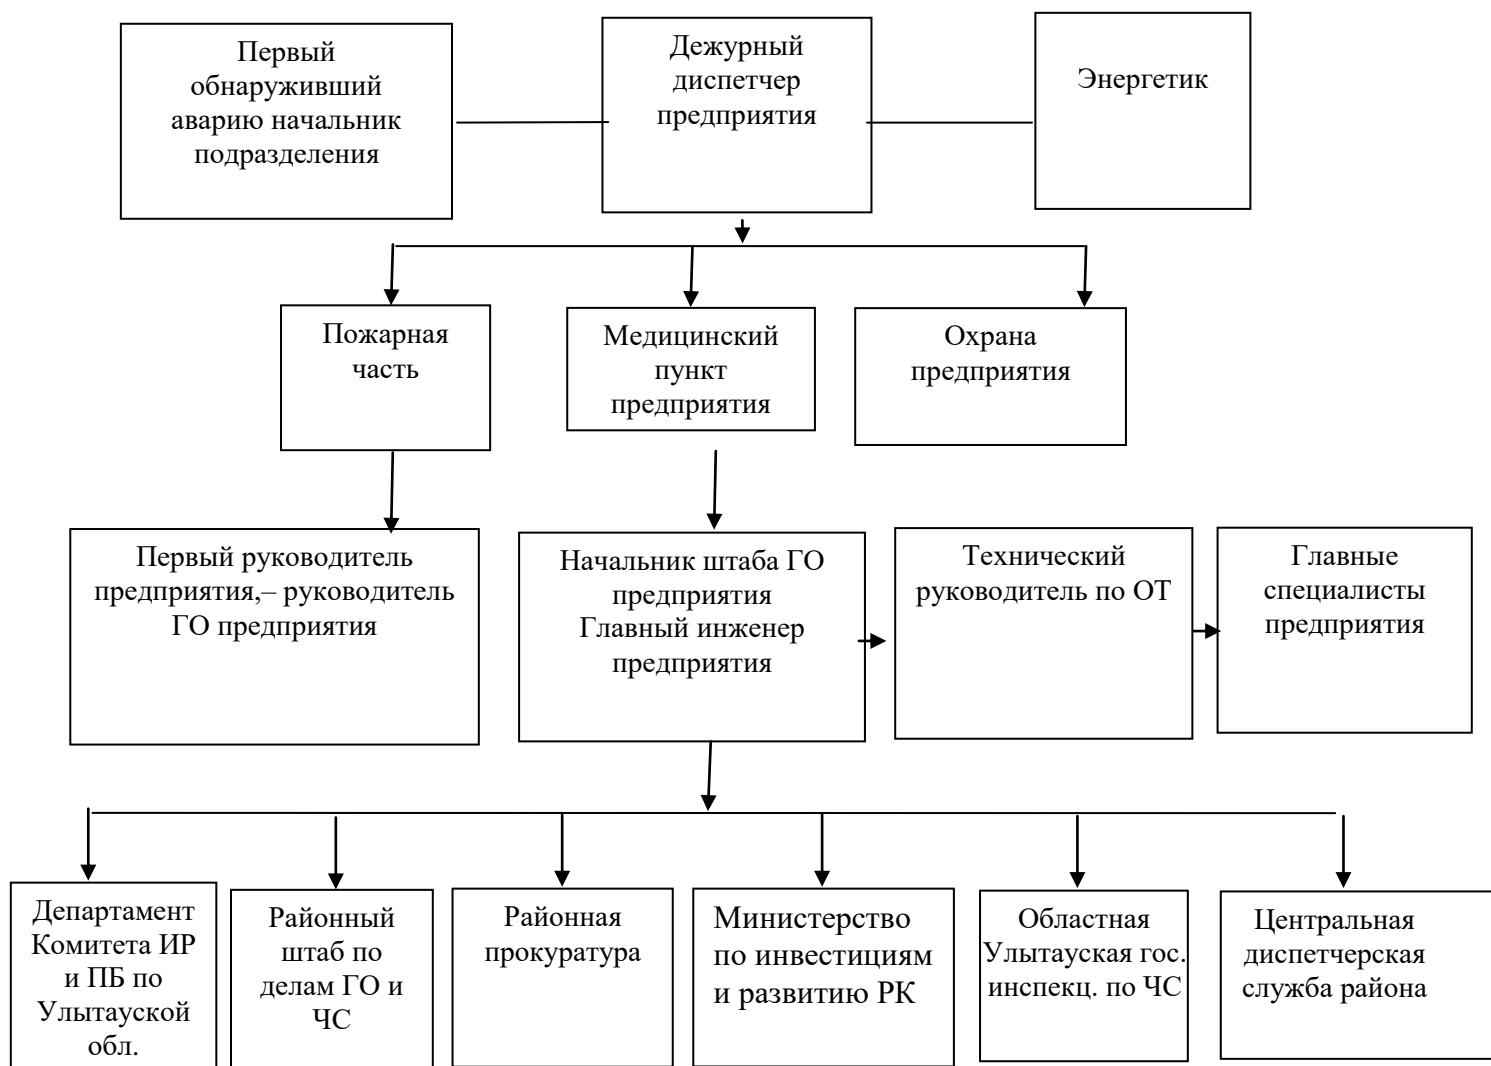 Первый
обнаруживший
аварию начальник
подразделения
Дежурный
диспетчер
предприятия
Энергетик
Пожарная
часть
Медицинский
пункт
предприятия
Охрана
предприятия
Первый руководитель
предприятия,– руководитель
ГО предприятия
Начальник штаба ГО
предприятия
Главный инженер
предприятия
Технический
руководитель по ОТ
Главные
специалисты
предприятия
Департамент
Комитета ИР
и ПБ по
Улытауской
обл.
Районный
штаб по
делам ГО и
ЧС
Районная
прокуратура
Министерство
по инвестициям
и развитию РК
Областная
Улытауская гос.
инспекц. по ЧС
Центральная
диспетчерская
служба района